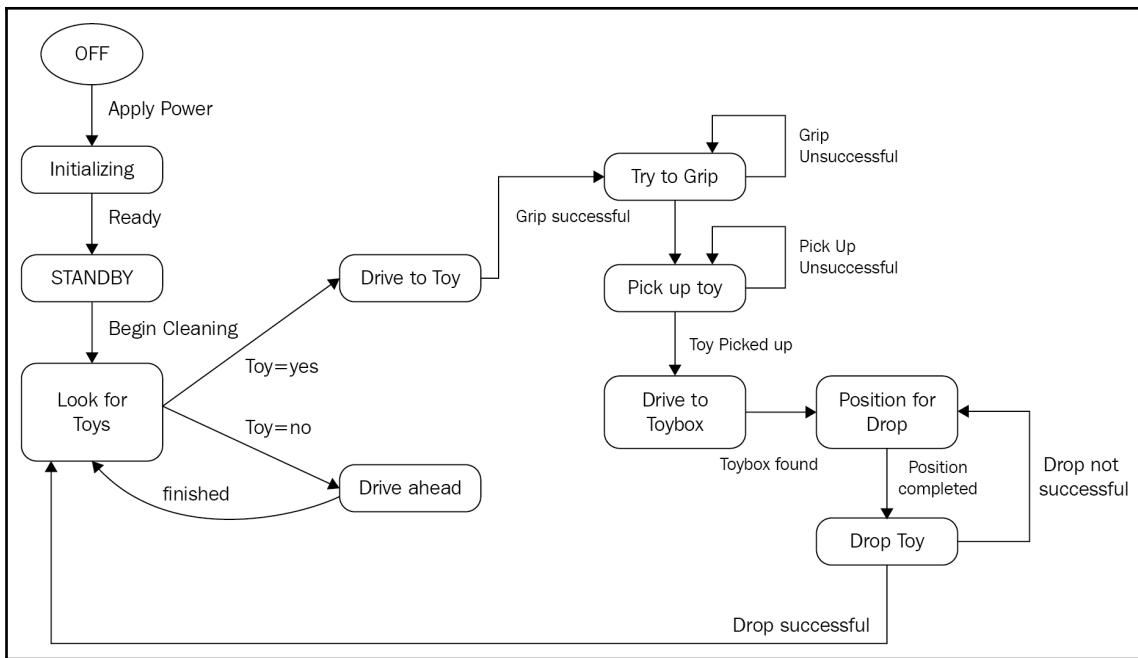 OFF
Apply Power
Initializing
Ready
STANDBY
Begin Cleaning
Look for
Toys
Toy=yes
Toy=no
finished
Drive to Toy
Drive ahead
Grip successful
Try to Grip
Grip
Unsuccessful
Pick up toy
Pick Up
Unsuccessful
Toy Picked up
Drive to
Toybox
Toybox found
Position for
Drop
Position
completed
Drop not
successful
Drop Toy
Drop successful